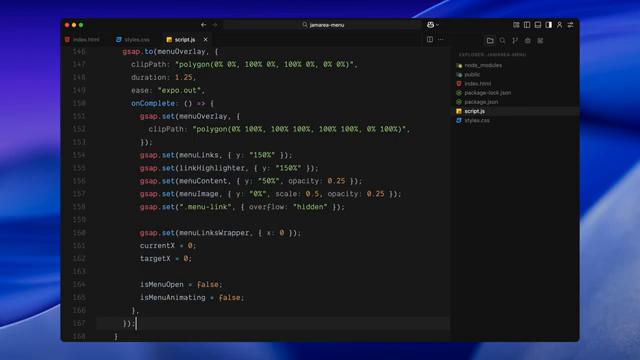 jamarea-menu
index.html
styles.css
script.js
EXPLORER: JAMAREA-MENU
146 gsap.to(menuOverlay, {
147 clipPath: "polygon(0% 0%, 100% 0%, 100% 0%, 0% 0%)",
148 duration: 1.25,
149 ease: "expo.out",
150 onComplete: () => {
151 gsap.set(menuOverlay, {
152 clipPath: "polygon(0% 100%, 100% 100%, 100% 100%, 0% 100%)",
153 });
154 gsap.set(menuLinks, { y: "150%" });
155 gsap.set(linkHighlighter, { y: "150%" });
156 gsap.set(menuContent, { y: "50%", opacity: 0.25 });
157 gsap.set(menuImage, { y: "0%", scale: 0.5, opacity: 0.25 });
158 gsap.set(".menu-link", { overflow: "hidden" });
159
160 gsap.set(menuLinksWrapper, { x: 0 });
161 currentX = 0;
162 targetX = 0;
163
164 isMenuOpen = false;
165 isMenuAnimating = false;
166 },
167 });
168 }
node_modules
public
index.html
package-lock.json
package.json
script.js
styles.css